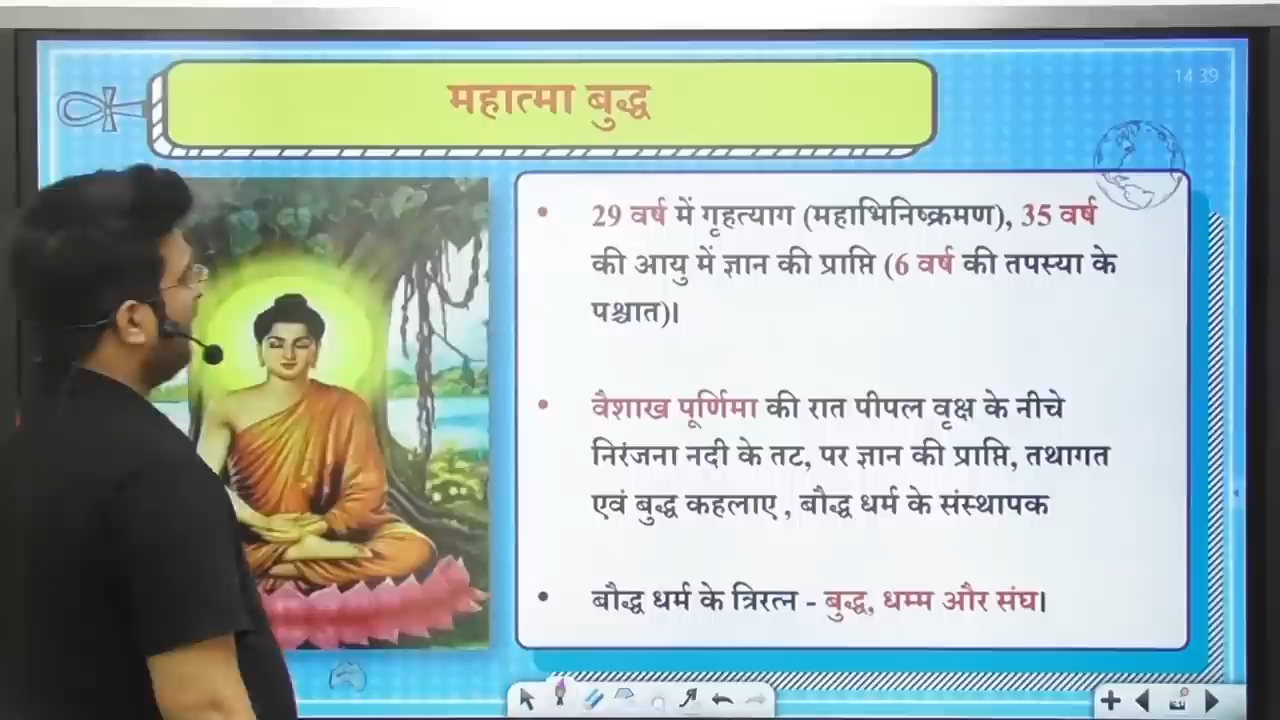 महात्मा बुद्ध
14:39
• 29 वर्ष में गृहत्याग (महाभिनिष्क्रमण), 35 वर्ष
की आयु में ज्ञान की प्राप्ति (6 वर्ष की तपस्या के
पश्चात)।
• वैशाख पूर्णिमा की रात पीपल वृक्ष के नीचे
निरंजना नदी के तट, पर ज्ञान की प्राप्ति, तथागत
एवं बुद्ध कहलाए , बौद्ध धर्म के संस्थापक
• बौद्ध धर्म के त्रिरत्न - बुद्ध, धम्म और संघ।